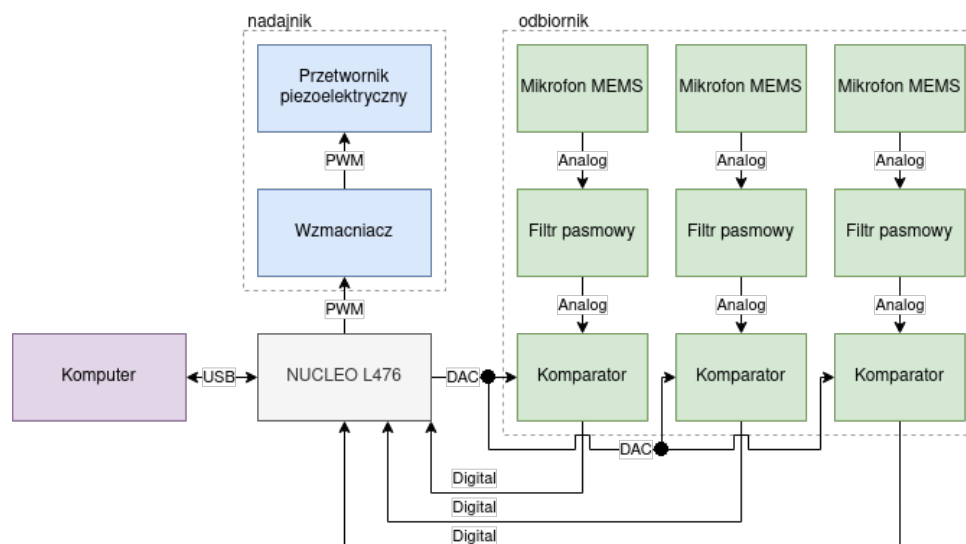 nadajnik
odbiornik
Przetwornik
piezoelektryczny
Mikrofon MEMS
Mikrofon MEMS
Mikrofon MEMS
PWM
Analog
Analog
Analog
Wzmacniacz
Filtr pasmowy
Filtr pasmowy
Filtr pasmowy
PWM
Analog
Analog
Analog
Komputer
USB
NUCLEO L476
DAC
Komparator
Komparator
Komparator
DAC
Digital
Digital
Digital